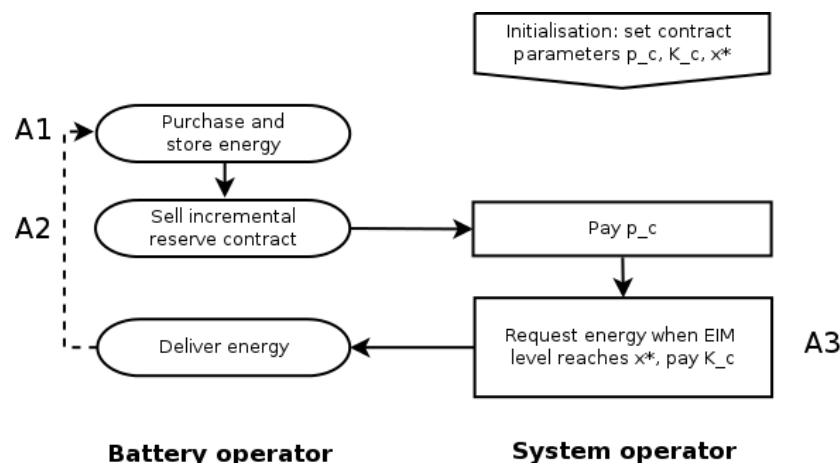 Initialisation: set contract
parameters p_c, K_c, x*
A1
Purchase and
store energy
A2
Sell incremental
reserve contract
Pay p_c
Deliver energy
Request energy when EIM
level reaches x*, pay K_c
A3
Battery operator
System operator